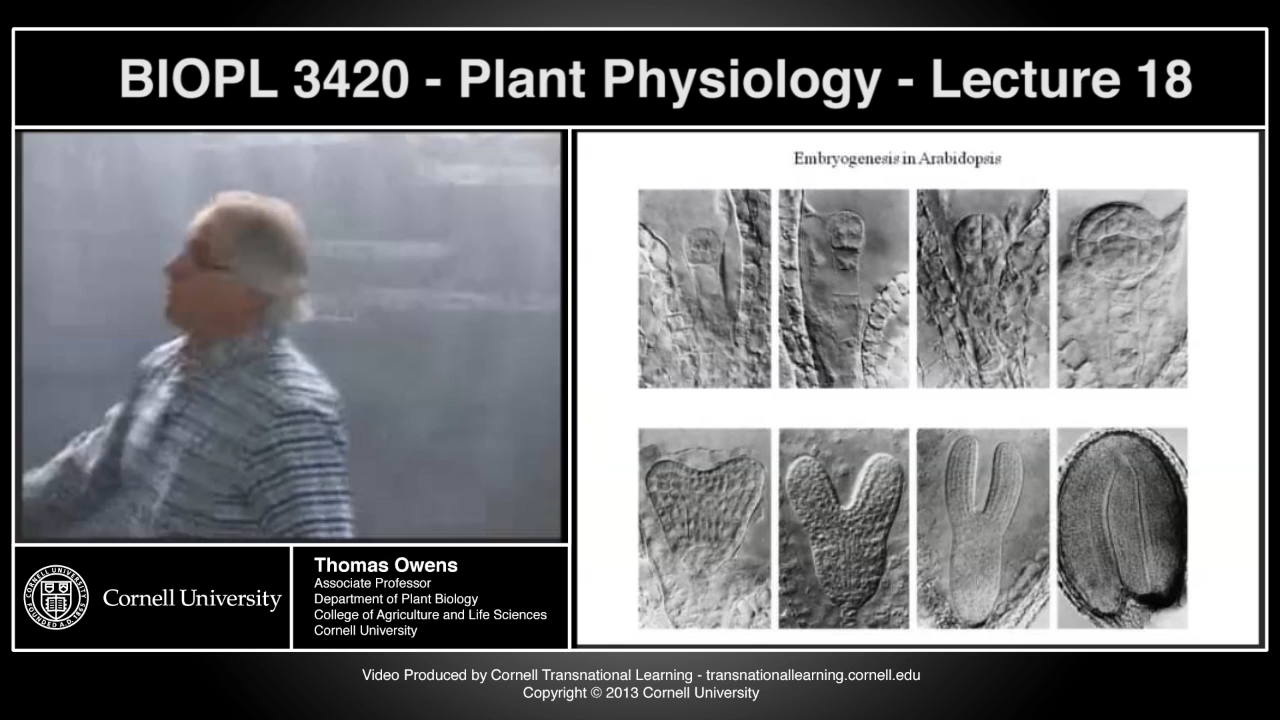 BIOPL 3420 - Plant Physiology - Lecture 18
Embryogenesis in Arabidopsis
Cornell University
Thomas Owens
Associate Professor
Department of Plant Biology
College of Agriculture and Life Sciences
Cornell University
Video Produced by Cornell Transnational Learning - transnationallearning.cornell.edu
Copyright © 2013 Cornell University